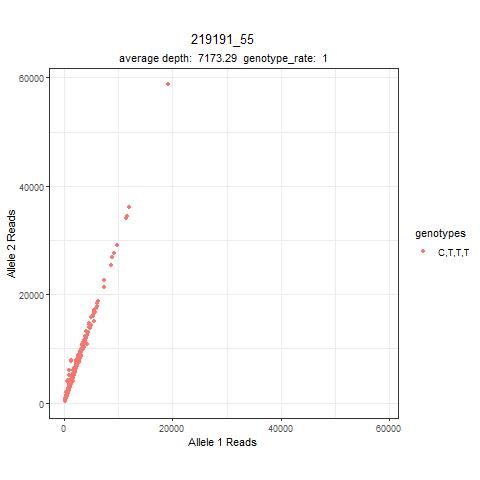 219191_55
average depth:  7173.29  genotype_rate:  1
60000
40000
20000
0
Allele 2 Reads
0 20000 40000 60000
Allele 1 Reads
genotypes
C,T,T,T